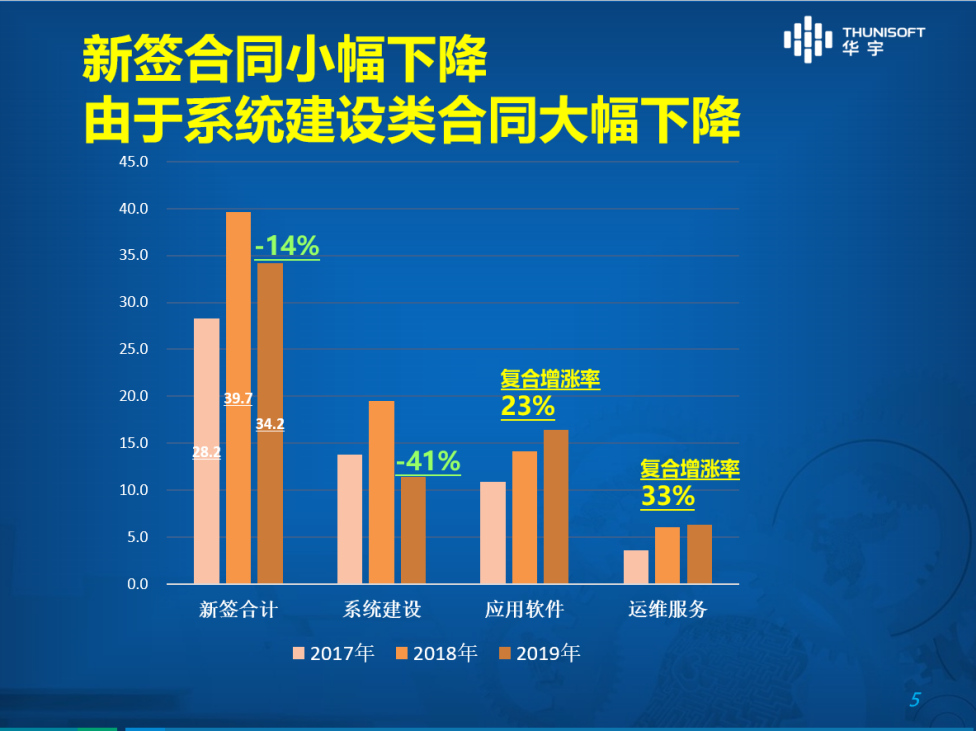 THUNISOFT
华宇
新签合同小幅下降
由于系统建设类合同大幅下降
45.0
40.0
35.0
30.0
25.0
20.0
15.0
10.0
5.0
0.0
-14%
39.7
34.2
28.2
-41%
复合增涨率
23%
复合增涨率
33%
新签合计 系统建设 应用软件 运维服务
2017年 2018年 2019年
5